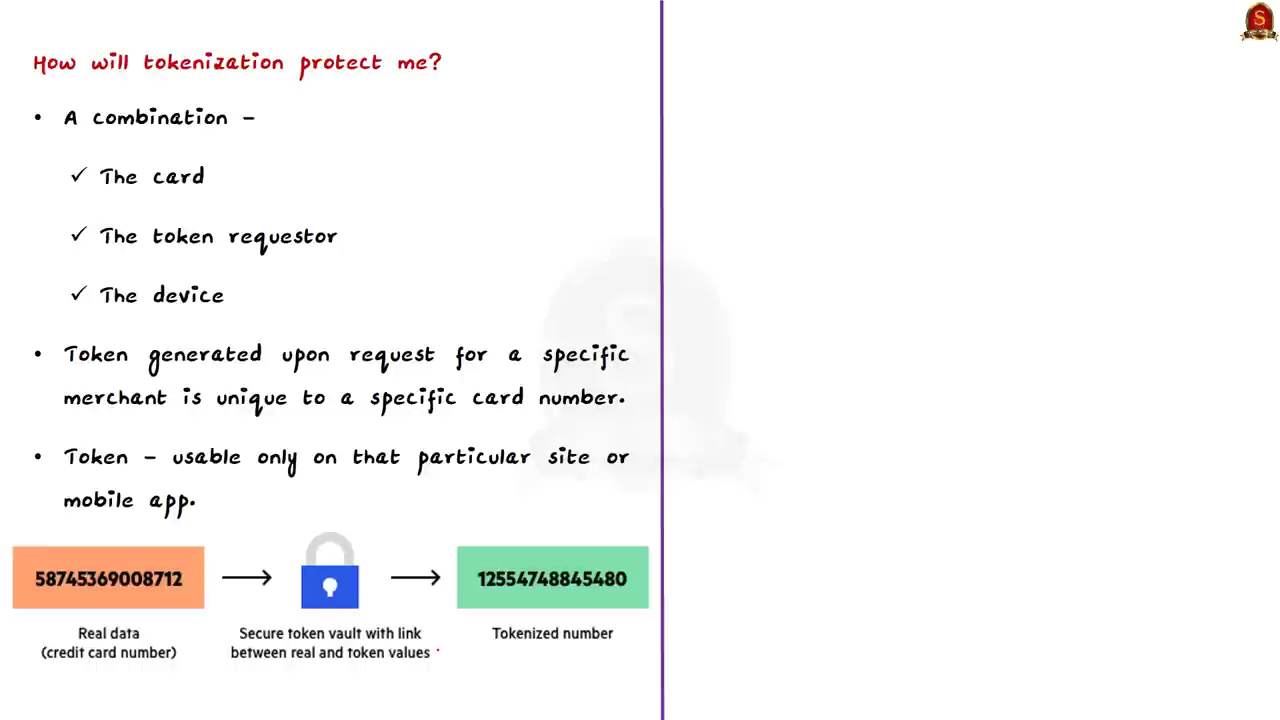 How will tokenization protect me?
• A combination –
✓ The card
✓ The token requestor
✓ The device
• Token generated upon request for a specific
merchant is unique to a specific card number.
• Token – usable only on that particular site or
mobile app.
58745369008712
12554748845480
Real data
(credit card number)
Secure token vault with link
between real and token values
Tokenized number
S